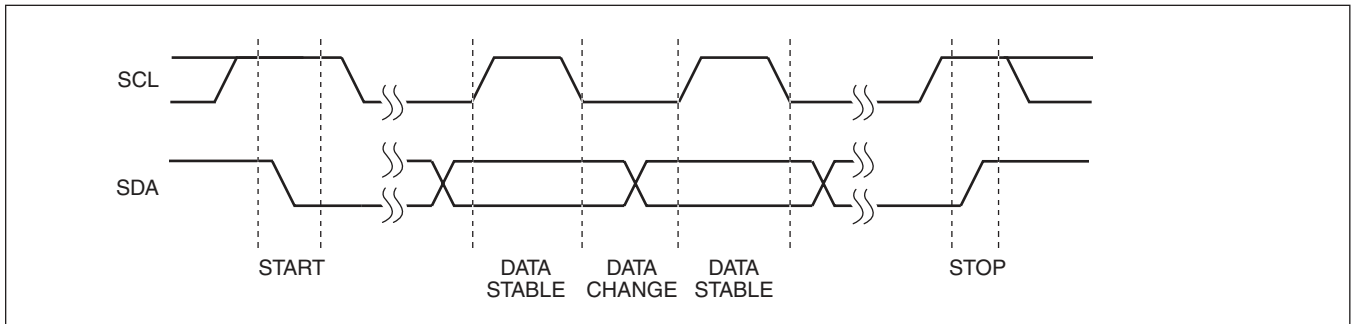 SCL
SDA
START
DATA
STABLE
DATA
CHANGE
DATA
STABLE
STOP